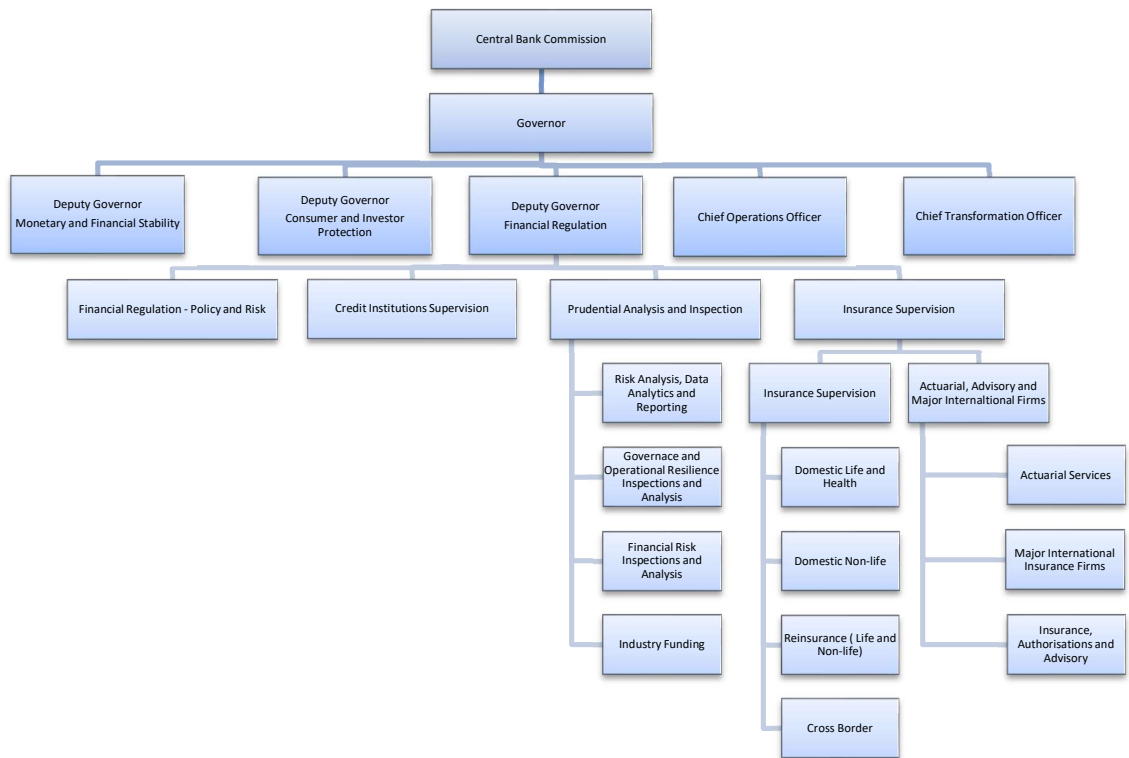 Central Bank Commission
Governor
Deputy Governor
Monetary and Financial Stability
Deputy Governor
Consumer and Investor
Protection
Deputy Governor
Financial Regulation
Chief Operations Officer
Chief Transformation Officer
Financial Regulation - Policy and Risk
Credit Institutions Supervision
Prudential Analysis and Inspection
Insurance Supervision
Risk Analysis, Data
Analytics and
Reporting
Governace and
Operational Resilience
Inspections and
Analysis
Financial Risk
Inspections and
Analysis
Industry Funding
Insurance Supervision
Domestic Life and
Health
Domestic Non-life
Reinsurance ( Life and
Non-life)
Cross Border
Actuarial, Advisory and
Major Internaltional Firms
Actuarial Services
Major International
Insurance Firms
Insurance,
Authorisations and
Advisory